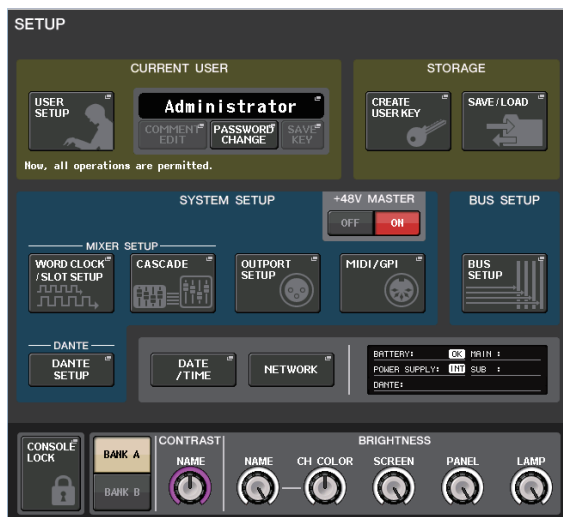 SETUP
CURRENT USER
STORAGE
USER SETUP
Administrator
COMMENT EDIT
PASSWORD CHANGE
SAVE KEY
Now, all operations are permitted.
CREATE USER KEY
SAVE/LOAD
SYSTEM SETUP
+48V MASTER
OFF
ON
BUS SETUP
MIXER SETUP
WORD CLOCK /SLOT SETUP
CASCADE
OUTPORT SETUP
MIDI/GPI
BUS SETUP
DANTE
DANTE SETUP
DATE /TIME
NETWORK
BATTERY: OK MAIN :
POWER SUPPLY: INT SUB :
DANTE:
CONSOLE LOCK
BANK A
BANK B
CONTRAST
NAME
BRIGHTNESS
NAME
CH COLOR
SCREEN
PANEL
LAMP